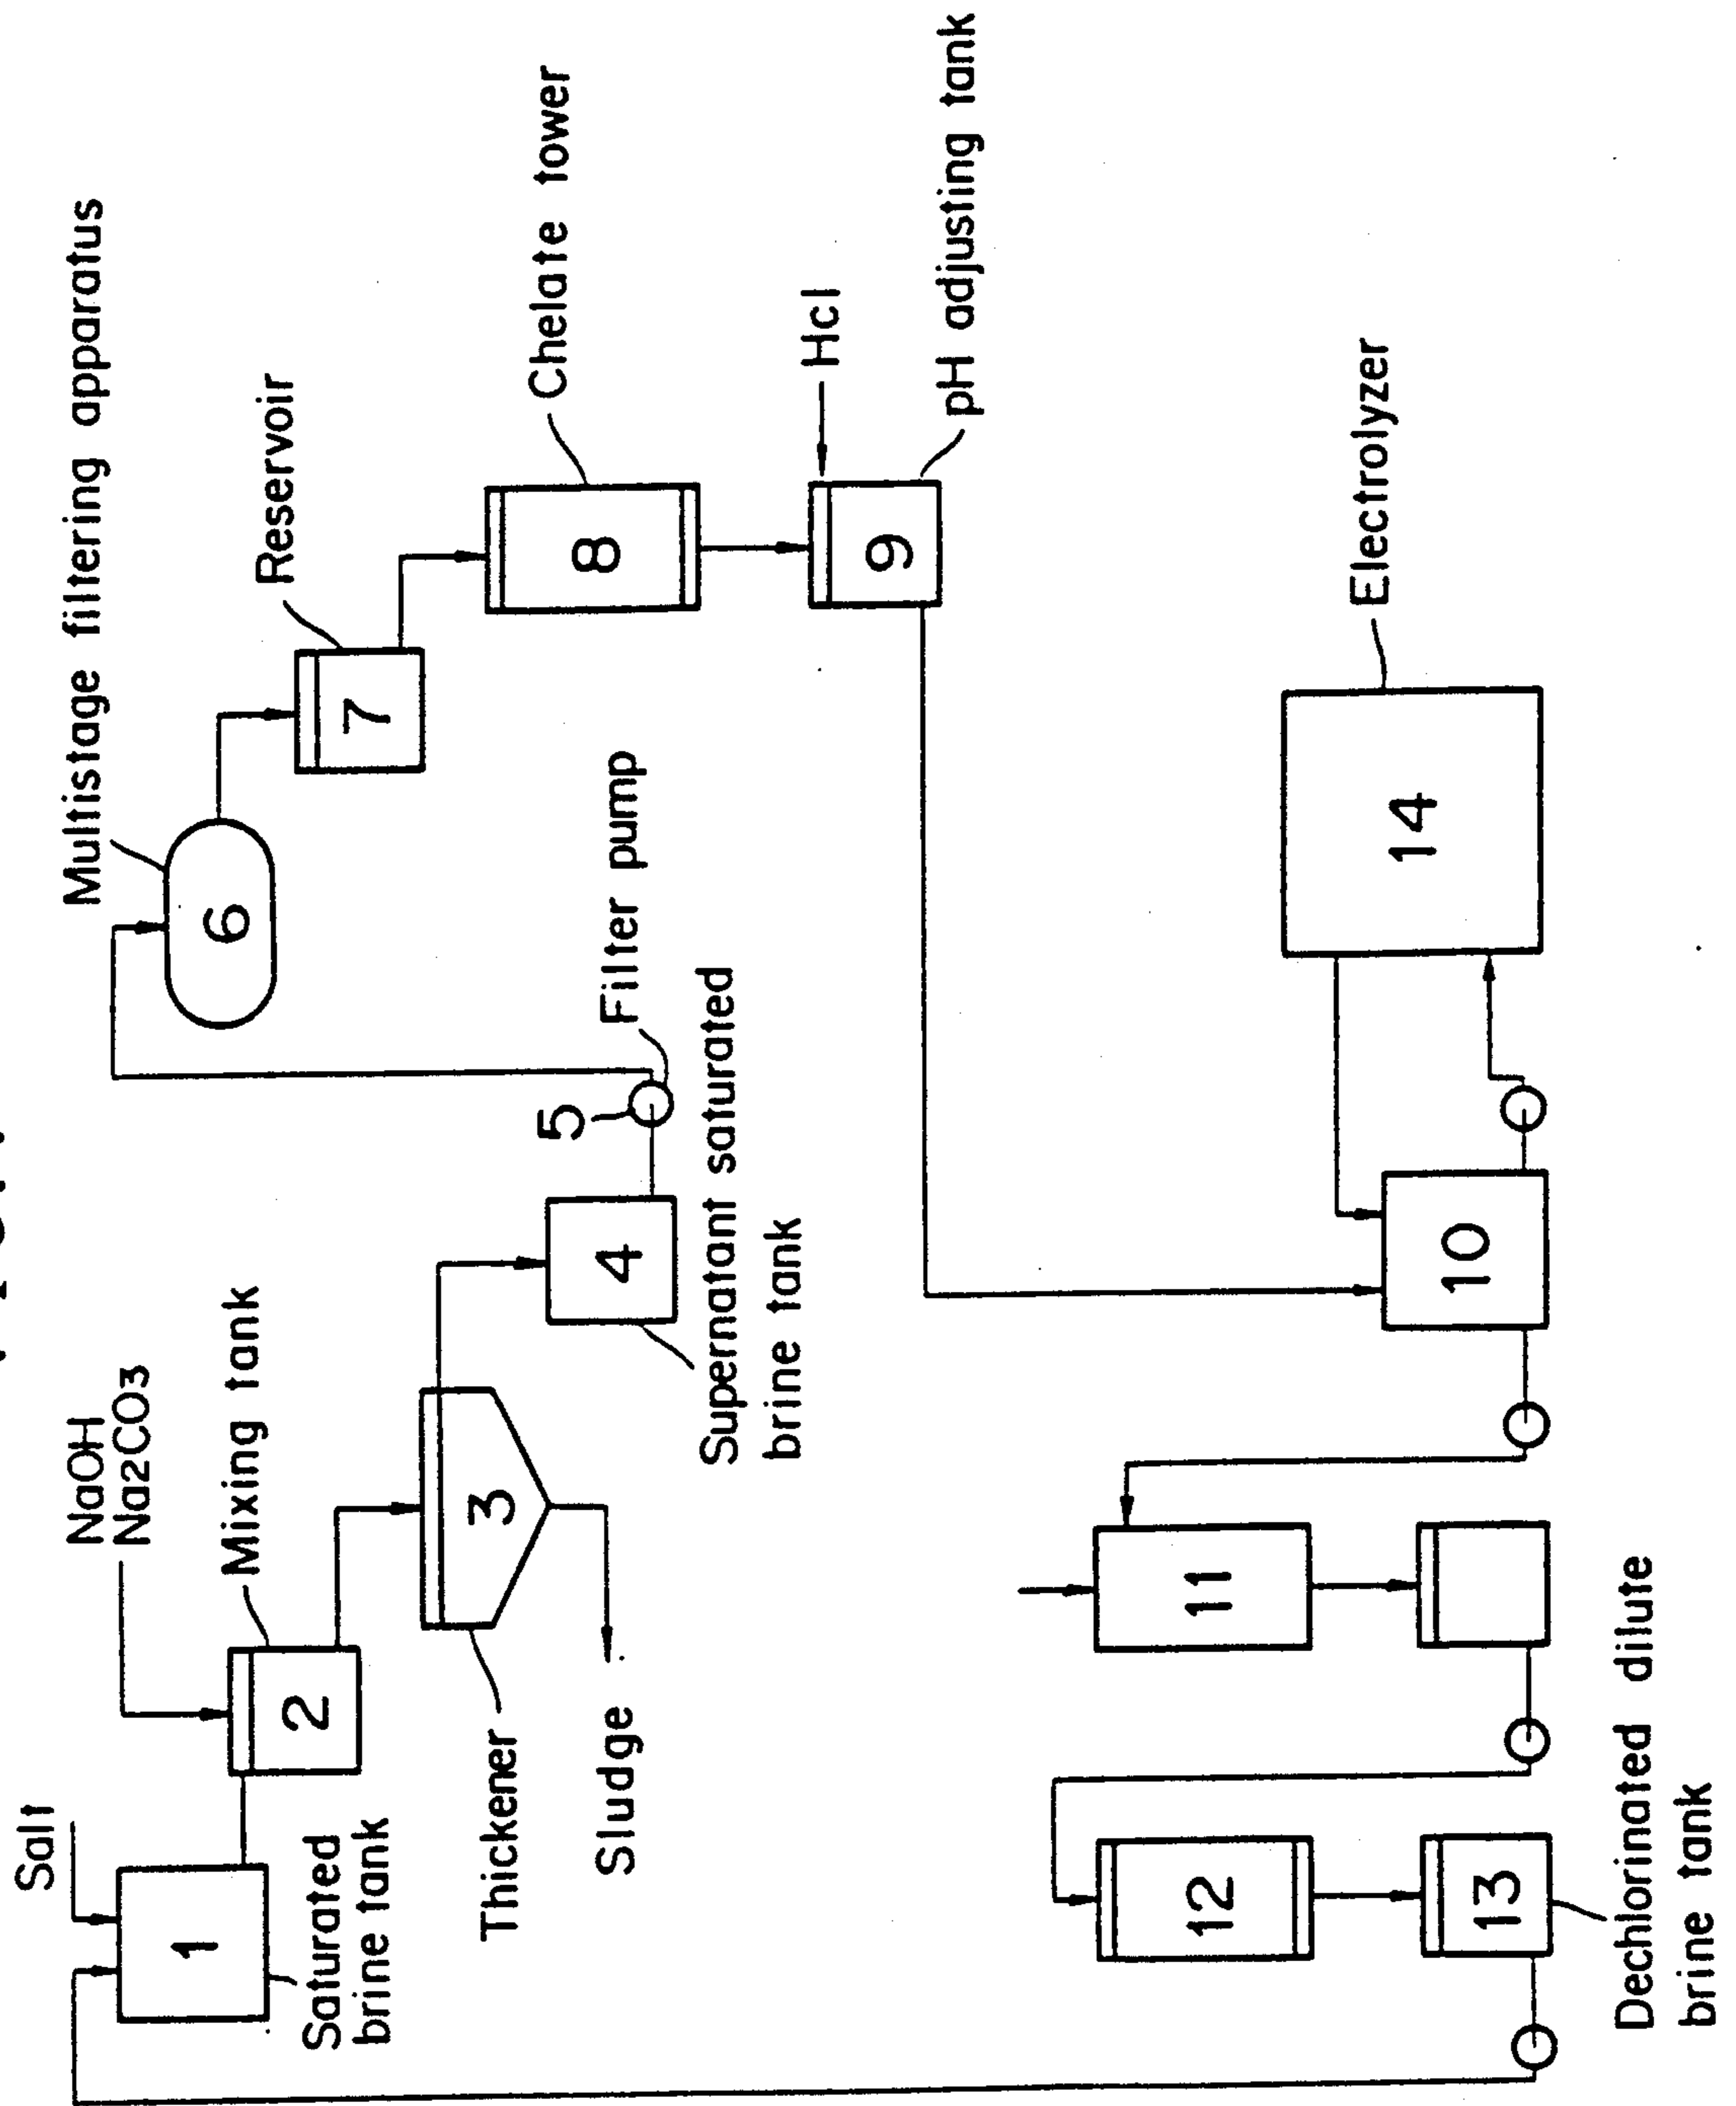 Salt
1
Saturated
brine tank
NaOH
Na2CO3
2
Mixing tank
3
Thickener
Sludge
4
Supernatant saturated
brine tank
5
Filter pump
6
Multistage filtering apparatus
7
Reservoir
8
Chelate tower
Hcl
9
pH adjusting tank
10
14
Electrolyzer
11
12
13
Dechlorinated dilute
brine tank